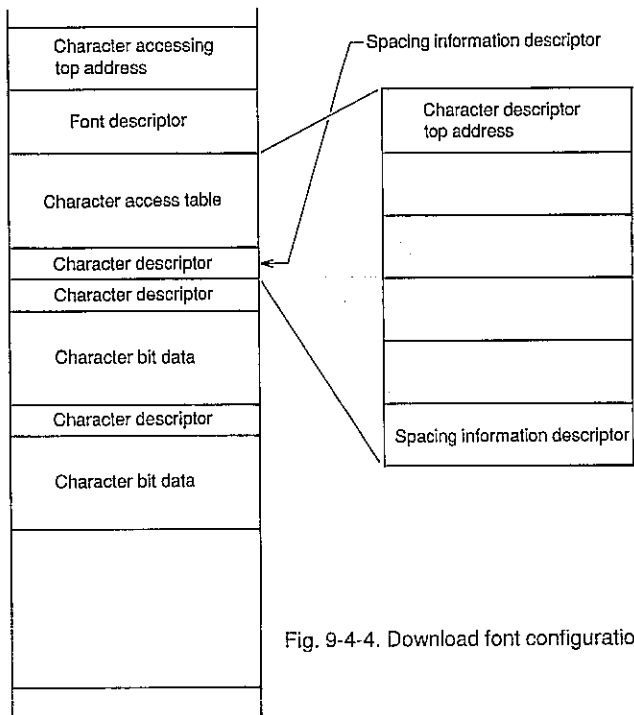 Character accessing
top address
Font descriptor
Character access table
Character descriptor
Character descriptor
Character bit data
Character descriptor
Character bit data
Spacing information descriptor
Character descriptor
top address
Spacing information descriptor
Fig. 9-4-4. Download font configuratio